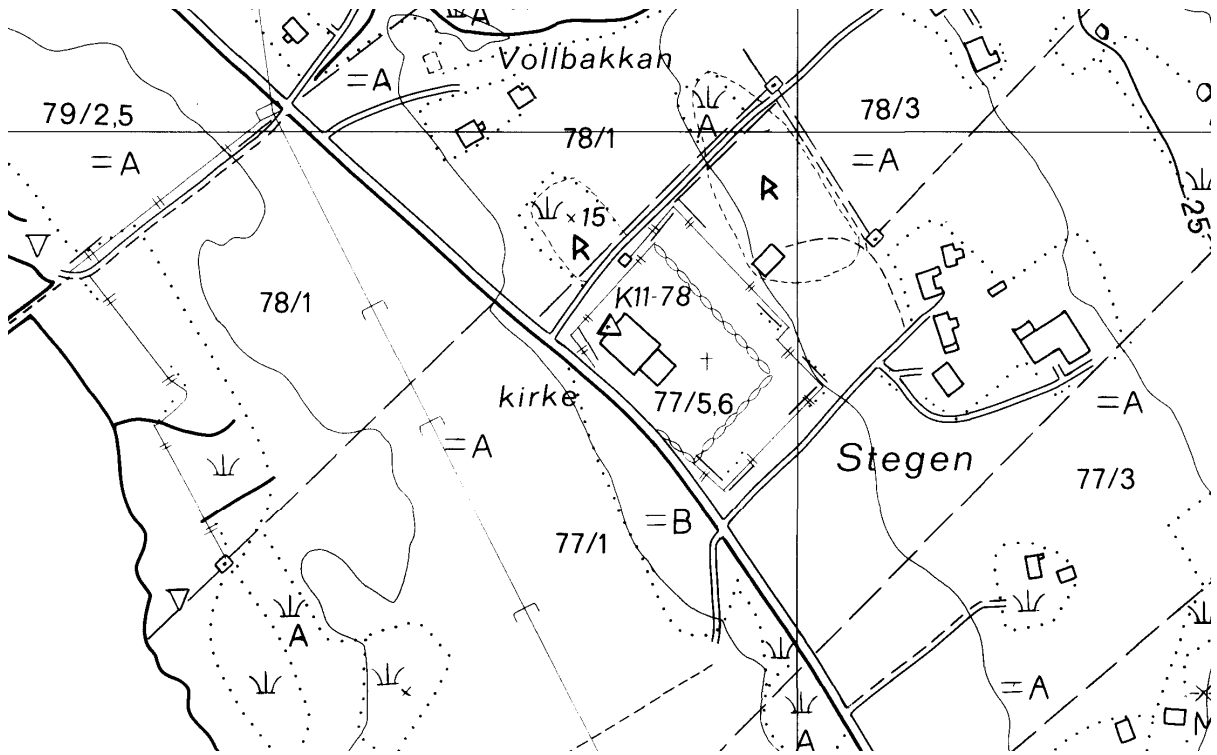 A
Vollbakkan
=A
79/2,5
78/1
A
78/3
=A
=A
×15
R
R
25
78/1
K11-78
kirke
77/5,6
=A
=A
Stegen
77/3
=B
77/1
A
=A
A
A